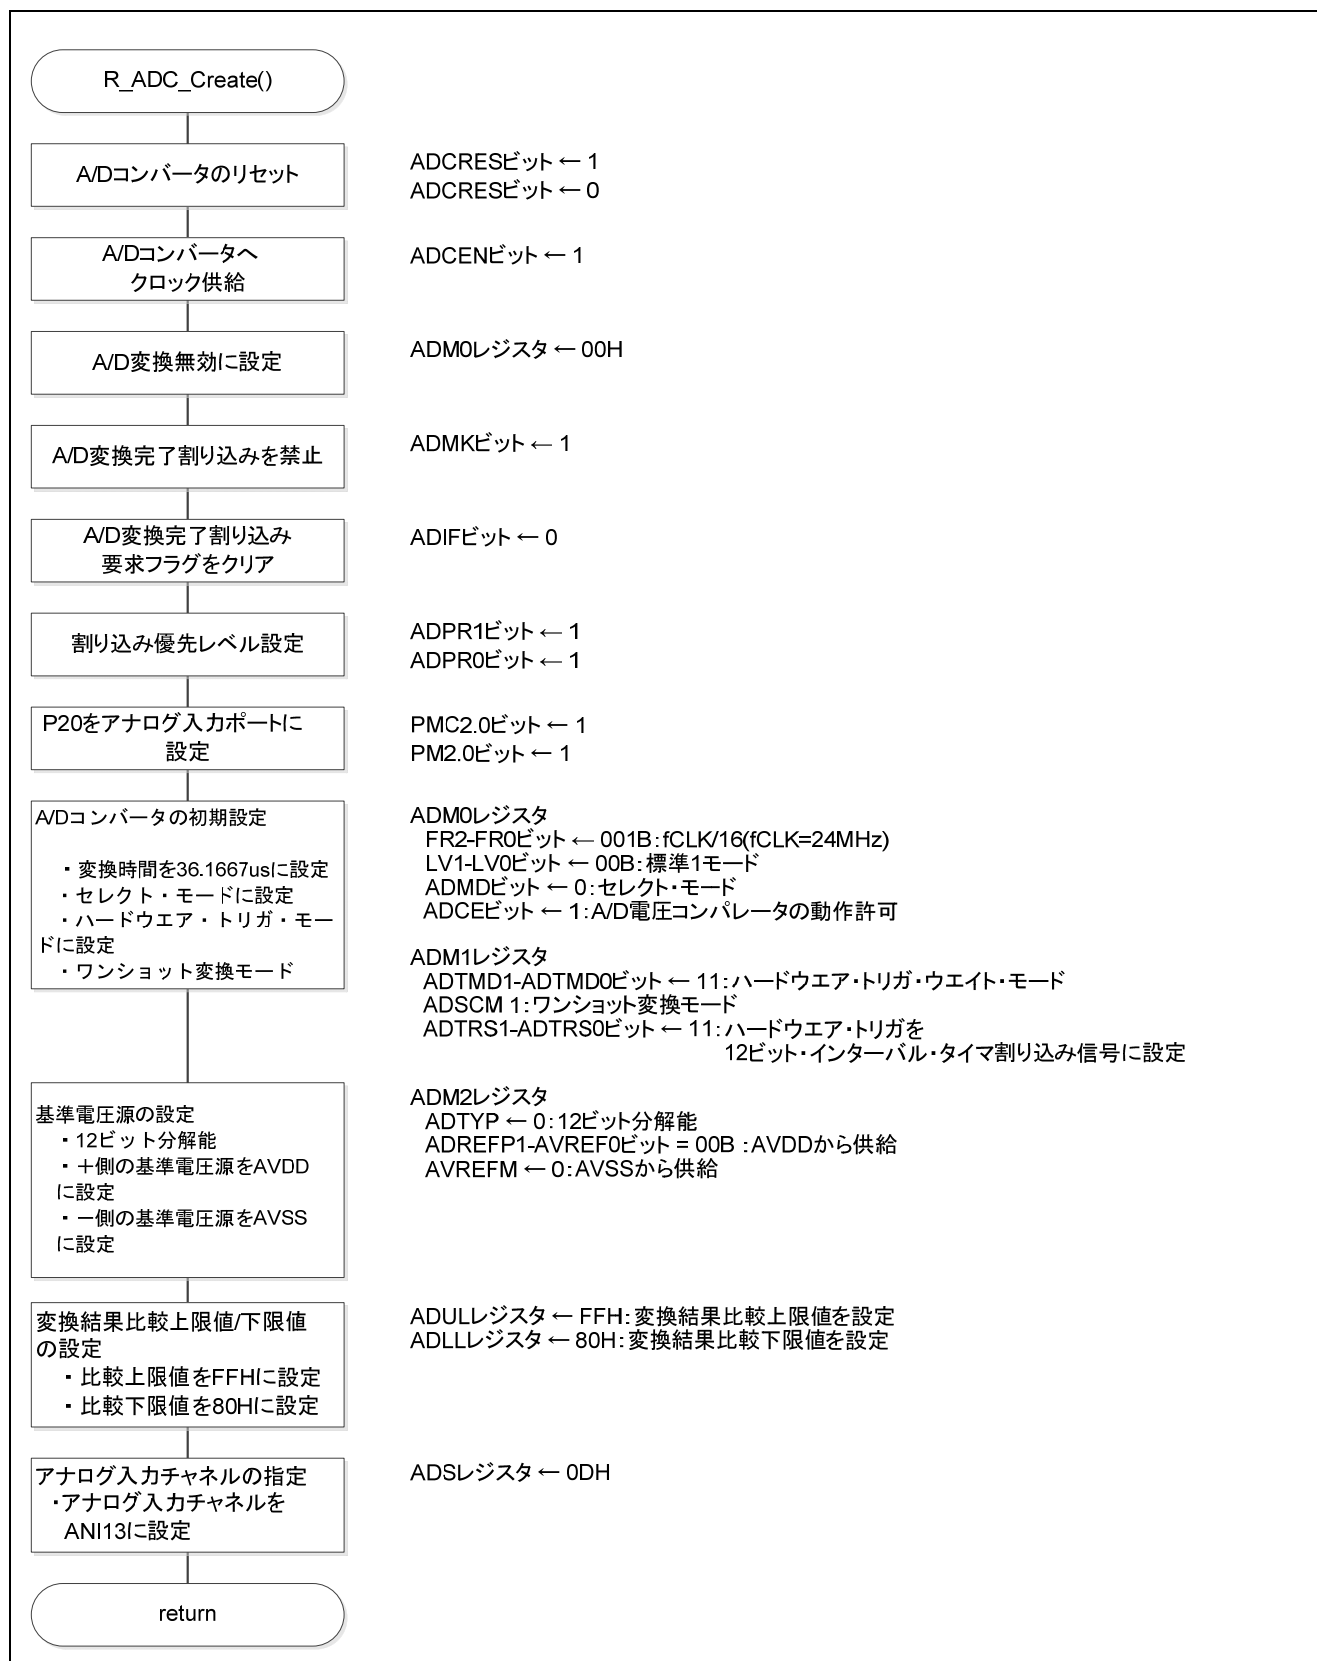 R_ADC_Create()
A/Dコンバータのリセット
ADCRESビット ← 1
ADCRESビット ← 0
A/Dコンバータへ
クロック供給
ADCENビット ← 1
A/D変換無効に設定
ADM0レジスタ ← 00H
A/D変換完了割り込みを禁止
ADMKビット ← 1
A/D変換完了割り込み
要求フラグをクリア
ADIFビット ← 0
割り込み優先レベル設定
ADPR1ビット ← 1
ADPR0ビット ← 1
P20をアナログ入力ポートに
設定
PMC2.0ビット ← 1
PM2.0ビット ← 1
A/Dコンバータの初期設定
・変換時間を36.1667usに設定
・セレクト・モードに設定
・ハードウエア・トリガ・モー
ドに設定
・ワンショット変換モード
ADM0レジスタ
FR2-FR0ビット ← 001B:fCLK/16(fCLK=24MHz)
LV1-LV0ビット ← 00B:標準1モード
ADMDビット ← 0:セレクト・モード
ADCEビット ← 1:A/D電圧コンパレータの動作許可
ADM1レジスタ
ADTMD1-ADTMD0ビット ← 11:ハードウエア・トリガ・ウエイト・モード
ADSCM 1:ワンショット変換モード
ADTRS1-ADTRS0ビット ← 11:ハードウエア・トリガを
12ビット・インターバル・タイマ割り込み信号に設定
基準電圧源の設定
・12ビット分解能
・+側の基準電圧源をAVDD
に設定
・ー側の基準電圧源をAVSS
に設定
ADM2レジスタ
ADTYP ← 0:12ビット分解能
ADREFP1-AVREF0ビット = 00B :AVDDから供給
AVREFM ← 0:AVSSから供給
変換結果比較上限値/下限値
の設定
・比較上限値をFFHに設定
・比較下限値を80Hに設定
ADULレジスタ ← FFH:変換結果比較上限値を設定
ADLLレジスタ ← 80H:変換結果比較下限値を設定
アナログ入力チャネルの指定
・アナログ入力チャネルを
ANI13に設定
ADSレジスタ ← 0DH
return